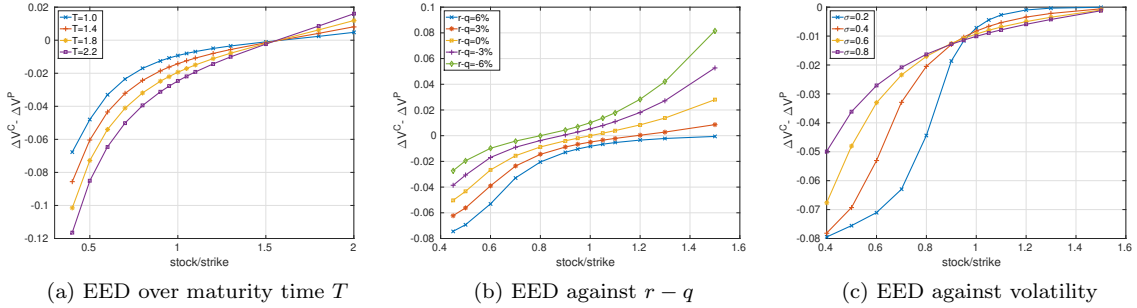 T=1.0
T=1.4
T=1.8
T=2.2
0
-0.02
-0.04
-0.06
-0.08
-0.1
-0.12
0.5
1
1.5
2
ΔV^C- ΔV^P
stock/strike
(a) EED over maturity time T
r-q=6%
r-q=3%
r-q=0%
r-q=-3%
r-q=-6%
0.1
0.08
0.06
0.04
0.02
0
-0.02
-0.04
-0.06
-0.08
0.4
0.6
0.8
1
1.2
1.4
1.6
ΔV^C- ΔV^P
stock/strike
(b) EED against r − q
σ=0.2
σ=0.4
σ=0.6
σ=0.8
0
-0.01
-0.02
-0.03
-0.04
-0.05
-0.06
-0.07
-0.08
0.4
0.6
0.8
1
1.2
1.4
1.6
ΔV^C- ΔV^P
stock/strike
(c) EED against volatility